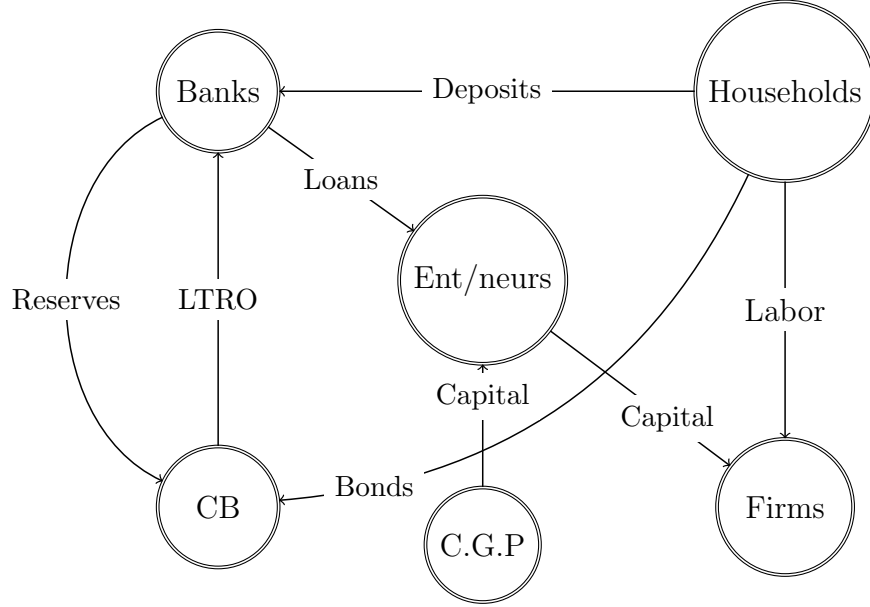 Banks
Deposits
Households
Loans
Ent/neurs
Reserves
LTRO
Labor
Capital
Capital
Bonds
CB
Firms
C.G.P